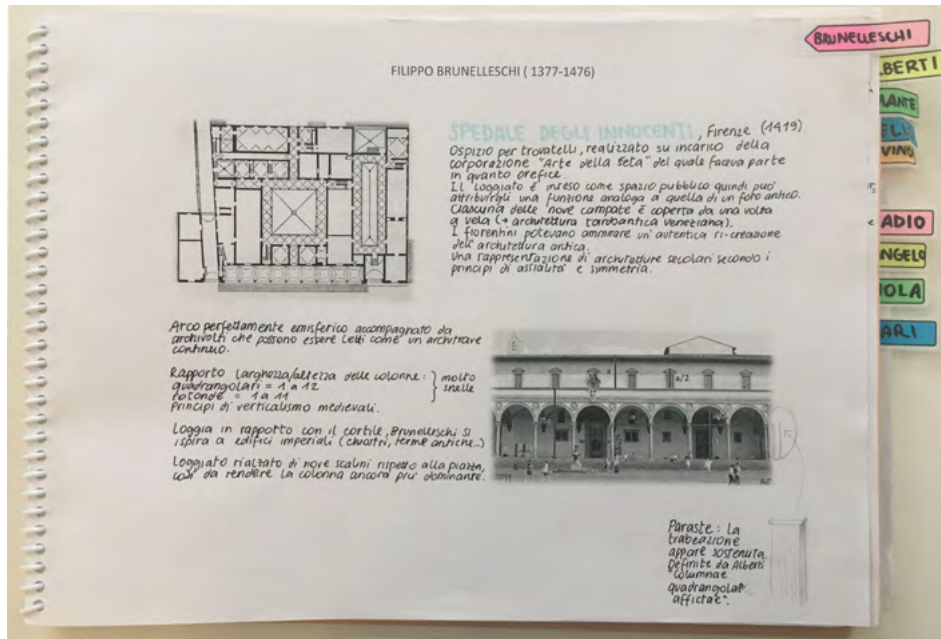 FILIPPO BRUNELLESCHI ( 1377-1476)
SPEDALE DEGLI INNOCENTI, Firenze (1419).
Ospizio per trovatelli, realizzato su incarico della
corporazione "Arte della Seta" del quale faceva parte
in quanto orefice.
Il loggiato è inteso come spazio pubblico quindi può
attribuirgli una funzione analoga a quella di un foro antico.
Ciascuna delle nove campate è coperta da una volta
a vela (→ architettura tardoantica veneziana).
I fiorentini potevano ammirare un'autentica ri-creazione
dell'architettura antica.
Una rappresentazione di architetture secolari secondo i
principi di assialità e simmetria.
Arco perfettamente emisferico accompagnato da
archivolti che possono essere letti come un architrave
continuo.
Rapporto larghezza/altezza delle colonne:
quadrangolari = 1 a 12
rotonde = 1 a 11
molto
snelle
Principi di verticalismo medievali.
Loggia in rapporto con il cortile, Brunelleschi si
ispira a edifici imperiali (chiostri, terme antiche...)
Loggiato rialzato di nove scalini rispetto alla piazza,
così da rendere la colonna ancora più dominante.
a
a/2
Paraste: la
trabeazione
appare sostenuta.
Definite da Alberti
"columnae
quadrangolae
affictae".
BRUNELLESCHI
BERTI
LANTE
ELI
VINO
ADIO
NGELO
OLA
ARI